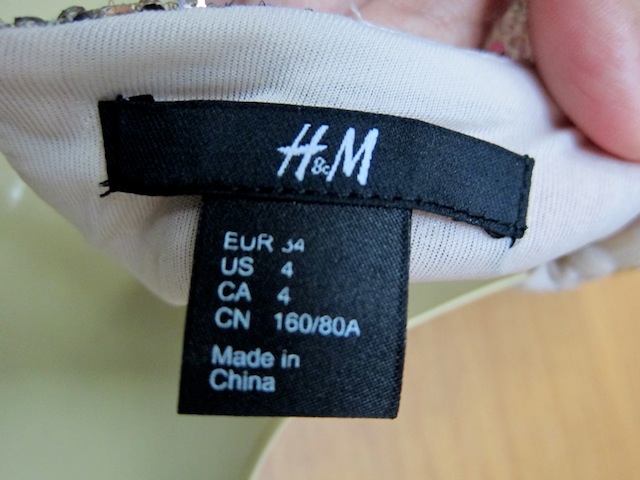 H&M
EUR 34
US 4
CA 4
CN 160/80A
Made in
China